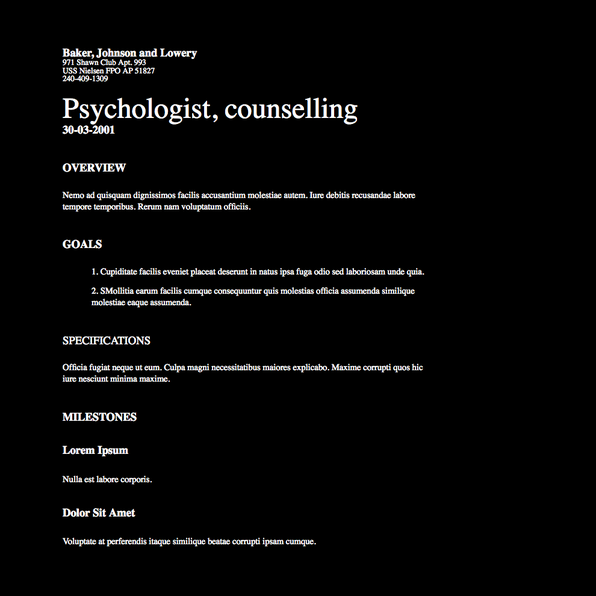 Baker, Johnson and Lowery
971 Shawn Club Apt. 993
USS Nielsen FPO AP 51827
240-409-1309
Psychologist, counselling
30-03-2001
OVERVIEW
Nemo ad quisquam dignissimos facilis accusantium molestiae autem. Iure debitis recusandae labore
tempore temporibus. Rerum nam voluptatum officiis.
GOALS
1. Cupiditate facilis eveniet placeat deserunt in natus ipsa fuga odio sed laboriosam unde quia.
2. SMollitia earum facilis cumque consequuntur quis molestias officia assumenda similique
molestiae eaque assumenda.
SPECIFICATIONS
Officia fugiat neque ut eum. Culpa magni necessitatibus maiores explicabo. Maxime corrupti quos hic
iure nesciunt minima maxime.
MILESTONES
Lorem Ipsum
Nulla est labore corporis.
Dolor Sit Amet
Voluptate at perferendis itaque similique beatae corrupti ipsam cumque.